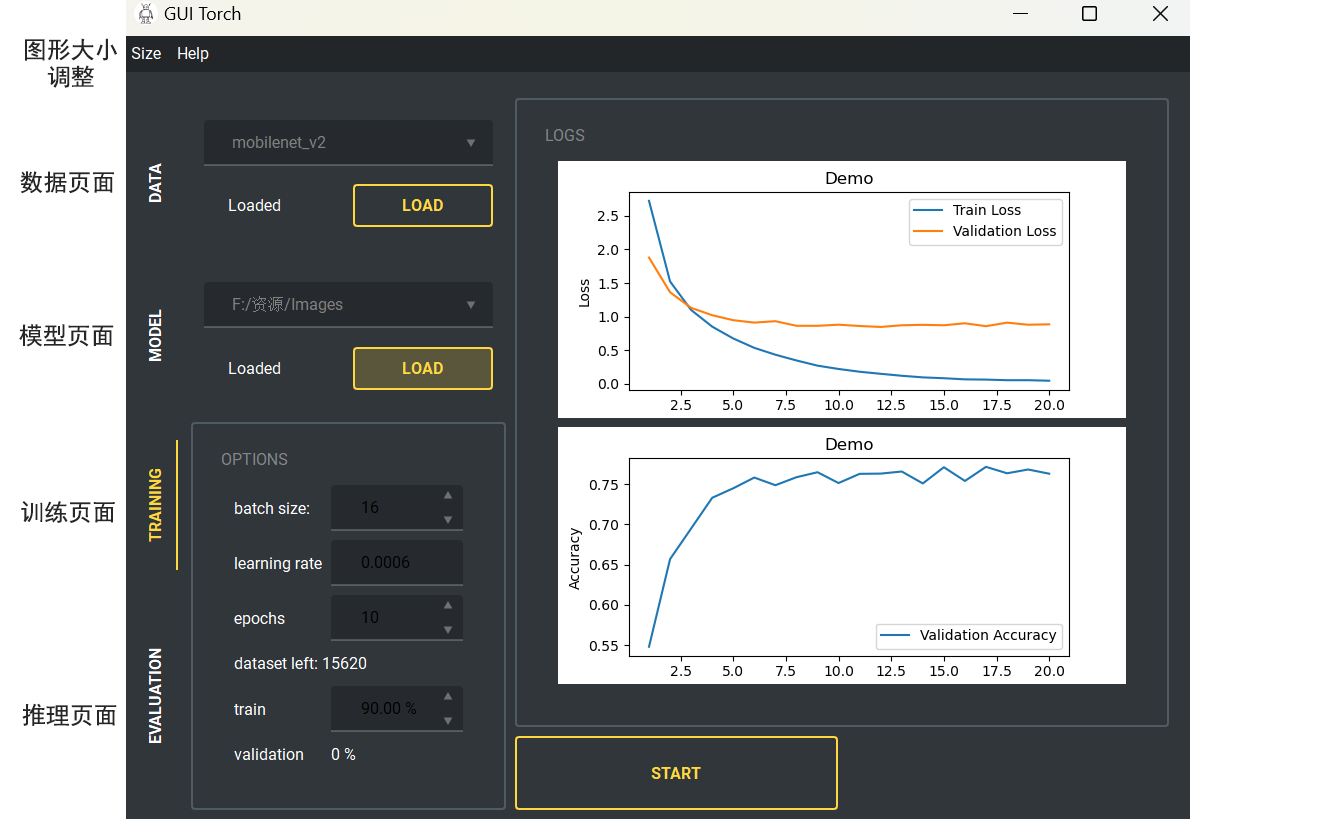 GUI Torch
图形大小
调整
Size Help
数据页面
模型页面
训练页面
推理页面
DATA
MODEL
TRAINING
EVALUATION
mobilenet_v2
Loaded LOAD
F:/资源/Images
Loaded LOAD
OPTIONS
batch size: 16
learning rate 0.0006
epochs 10
dataset left: 15620
train 90.00 %
validation 0 %
LOGS
Demo
Train Loss
Validation Loss
Loss
2.5
2.0
1.5
1.0
0.5
0.0
2.5 5.0 7.5 10.0 12.5 15.0 17.5 20.0
Demo
Accuracy
0.75
0.70
0.65
0.60
0.55
Validation Accuracy
2.5 5.0 7.5 10.0 12.5 15.0 17.5 20.0
START